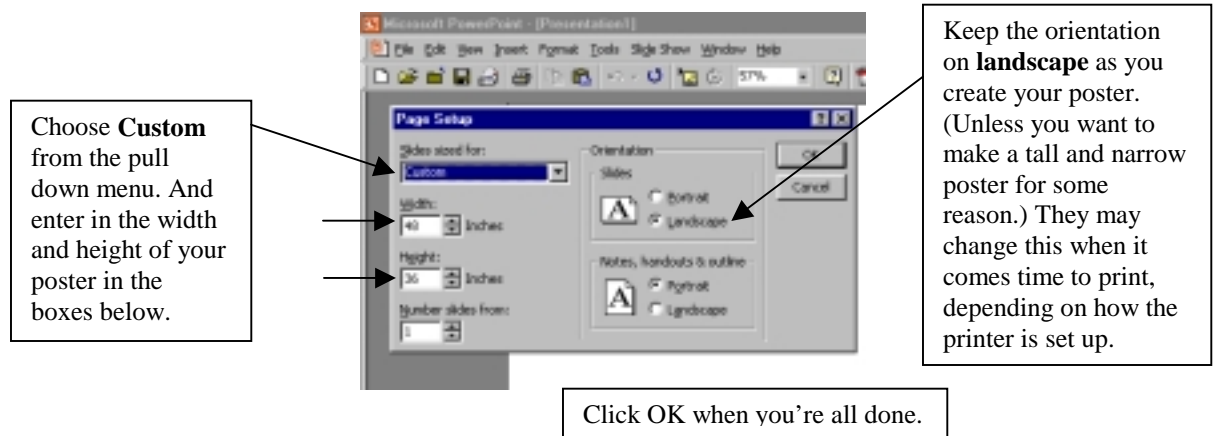 Microsoft PowerPoint - [Presentation1]
File Edit View Insert Format Tools Slide Show Window Help
57%
Choose Custom
from the pull
down menu. And
enter in the width
and height of your
poster in the
boxes below.
Page Setup
Slides sized for:
Custom
Width:
48 Inches
Height:
36 Inches
Number slides from:
1
Orientation
Slides
A
Portrait
Landscape
Notes, handouts & outline
A
Portrait
Landscape
OK
Cancel
Keep the orientation
on landscape as you
create your poster.
(Unless you want to
make a tall and narrow
poster for some
reason.) They may
change this when it
comes time to print,
depending on how the
printer is set up.
Click OK when you’re all done.